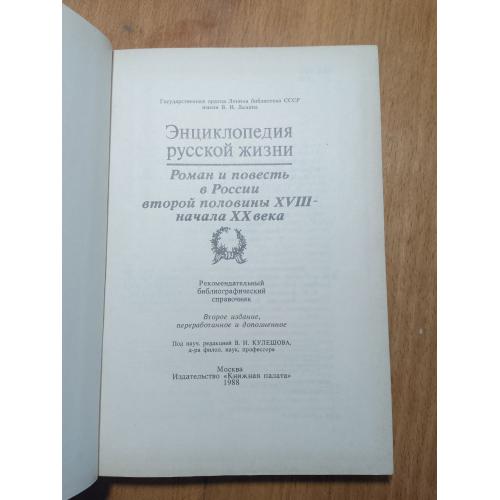 Государственная ордена Ленина библиотека СССР
имени В. И. Ленина
Энциклопедия
русской жизни
Роман и повесть
в России
второй половины XVIII-
начала XX века
Рекомендательный
библиографический
справочник
Второе издание,
переработанное и дополненное
Под науч. редакцией В. И. КУЛЕШОВА,
д-ра филол. наук, профессора
Москва
Издательство «Книжная палата»
1988